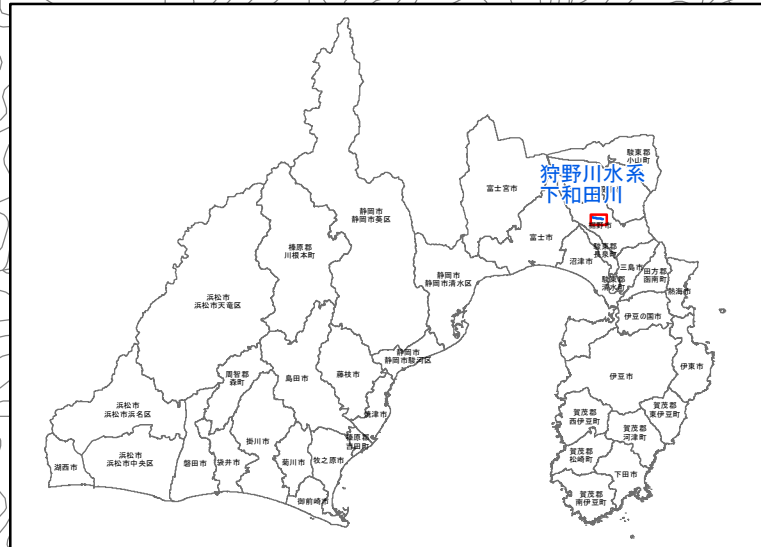 駿東郡
小山町
狩野川水系
下和田川
富士宮市
静岡市
静岡市葵区
榛原郡
川根本町
富士市
裾野市
駿東郡
長泉町
沼津市
三島市
田方郡
函南町
静岡市
静岡市清水区
駿東郡
清水町
熱海市
浜松市
浜松市天竜区
伊豆の国市
静岡市
静岡市駿河区
周智郡
森町
島田市
藤枝市
伊豆市
伊東市
焼津市
浜松市
浜松市浜名区
賀茂郡
西伊豆町
賀茂郡
東伊豆町
掛川市
榛原郡
吉田町
賀茂郡
河津町
浜松市
浜松市中央区
湖西市
磐田市
袋井市
菊川市
牧之原市
賀茂郡
松崎町
下田市
御前崎市
賀茂郡
南伊豆町